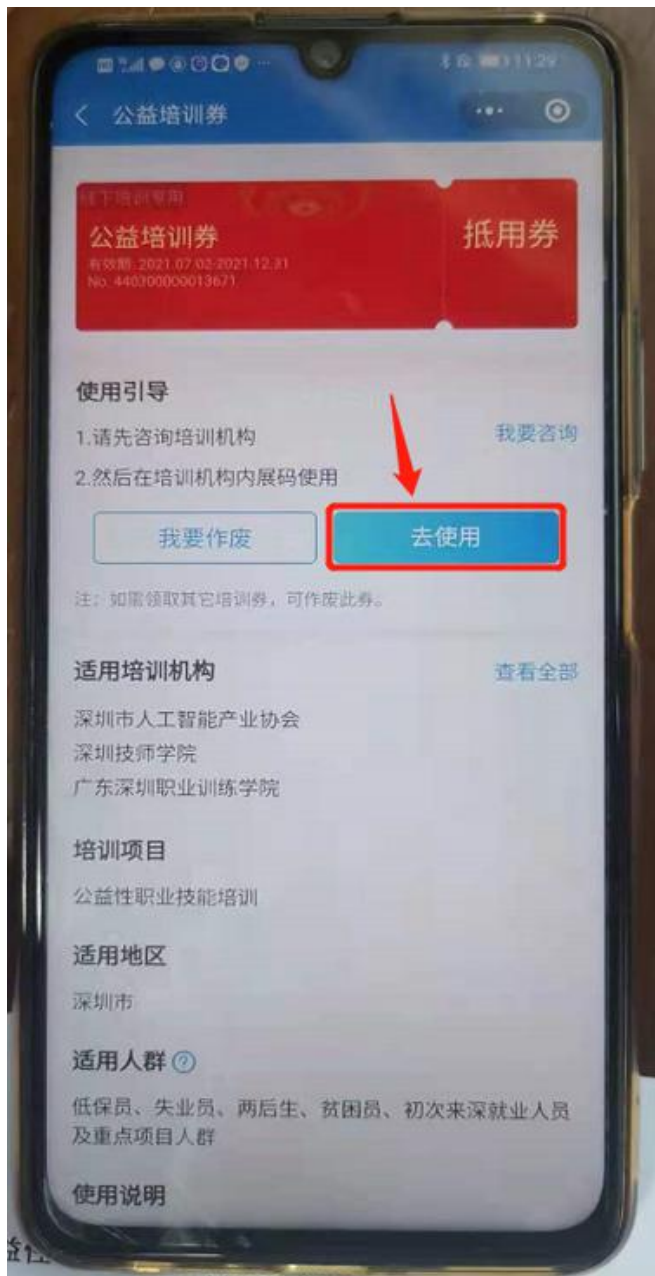 11:29
公益培训券
线下培训专用
公益培训券
抵用券
有效期: 2021.07.02-2021.12.31
No. 440300000013671
使用引导
1.请先咨询培训机构
我要咨询
2.然后在培训机构内展码使用
我要作废
去使用
注：如需领取其它培训券，可作废此券。
适用培训机构
查看全部
深圳市人工智能产业协会
深圳技师学院
广东深圳职业训练学院
培训项目
公益性职业技能培训
适用地区
深圳市
适用人群
低保员、失业员、两后生、贫困员、初次来深就业人员
及重点项目人群
使用说明